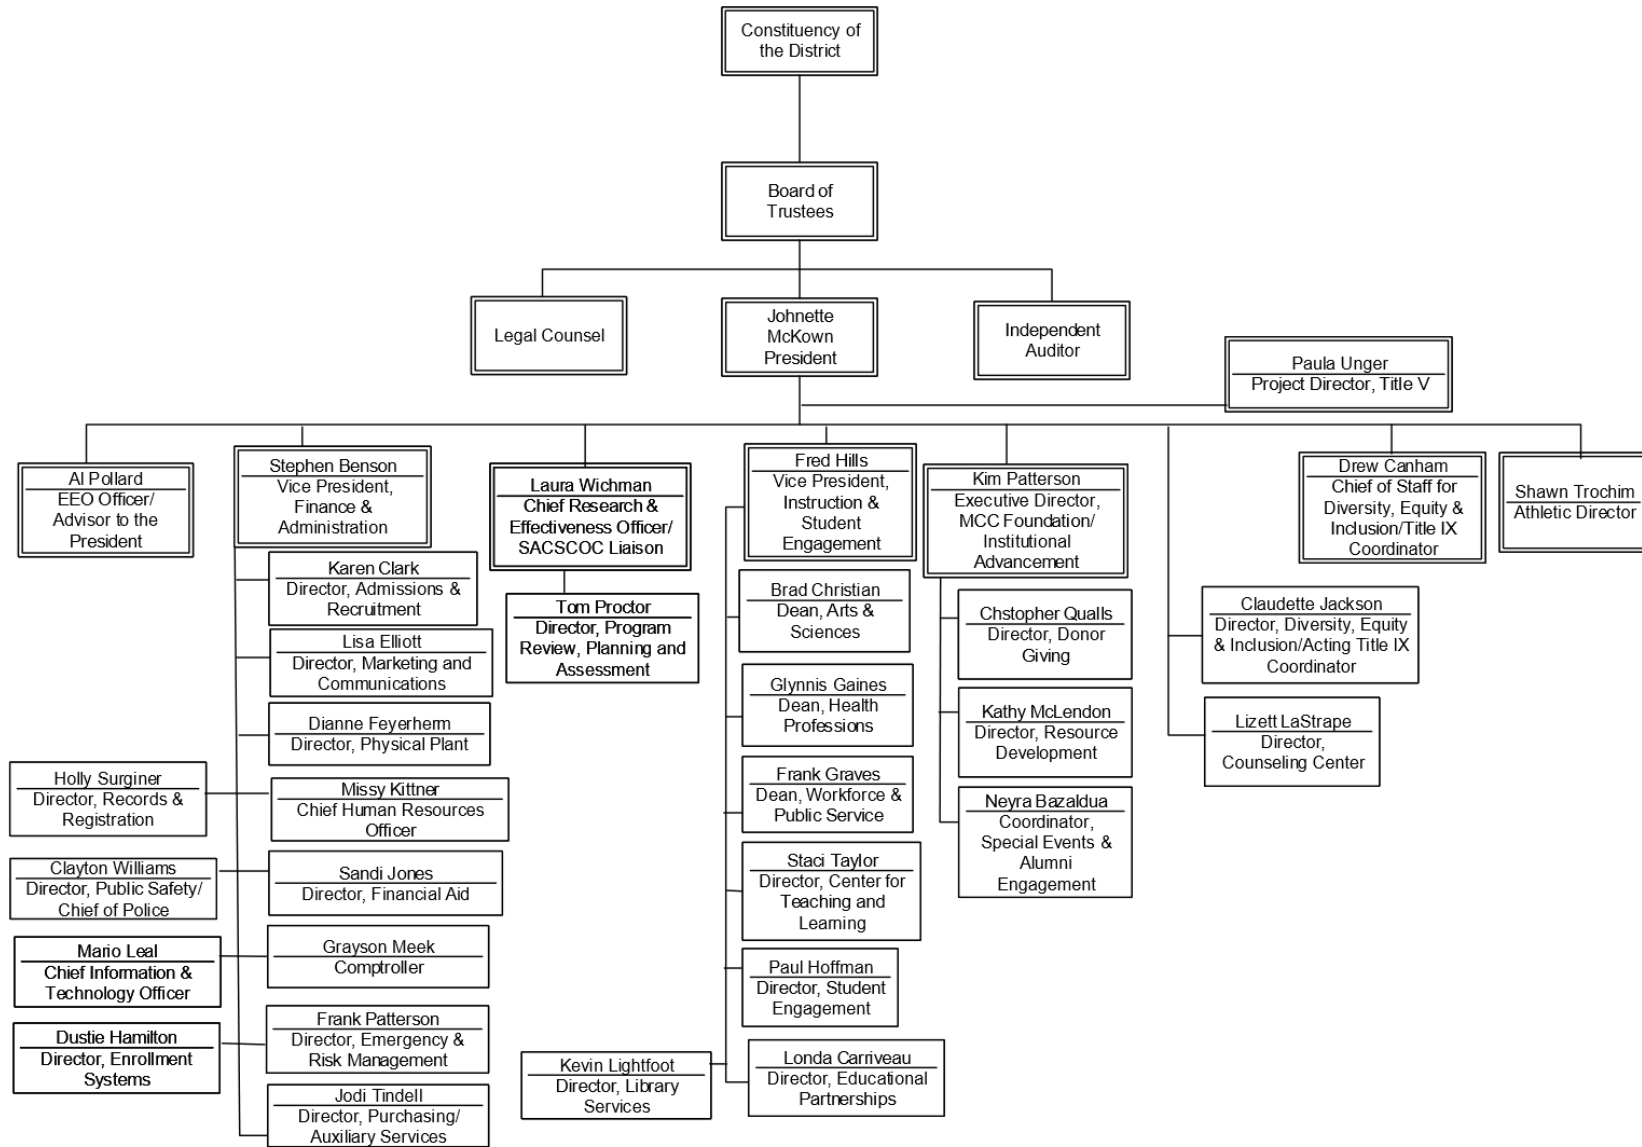 Constituency of
the District
Board of
Trustees
Legal Counsel
Johnette
McKown
President
Independent
Auditor
Paula Unger
Project Director, Title V
Al Pollard
EEO Officer/
Advisor to the
President
Stephen Benson
Vice President,
Finance &
Administration
Laura Wichman
Chief Research &
Effectiveness Officer/
SACSCOC Liaison
Fred Hills
Vice President,
Instruction &
Student
Engagement
Kim Patterson
Executive Director,
MCC Foundation/
Institutional
Advancement
Drew Canham
Chief of Staff for
Diversity, Equity &
Inclusion/Title IX
Coordinator
Shawn Trochim
Athletic Director
Karen Clark
Director, Admissions &
Recruitment
Lisa Elliott
Director, Marketing and
Communications
Dianne Feyerherm
Director, Physical Plant
Holly Surginer
Director, Records &
Registration
Missy Kittner
Chief Human Resources
Officer
Clayton Williams
Director, Public Safety/
Chief of Police
Sandi Jones
Director, Financial Aid
Mario Leal
Chief Information &
Technology Officer
Grayson Meek
Comptroller
Dustie Hamilton
Director, Enrollment
Systems
Frank Patterson
Director, Emergency &
Risk Management
Jodi Tindell
Director, Purchasing/
Auxiliary Services
Tom Proctor
Director, Program
Review, Planning and
Assessment
Brad Christian
Dean, Arts &
Sciences
Glynnis Gaines
Dean, Health
Professions
Frank Graves
Dean, Workforce &
Public Service
Staci Taylor
Director, Center for
Teaching and
Learning
Paul Hoffman
Director, Student
Engagement
Kevin Lightfoot
Director, Library
Services
Londa Carriveau
Director, Educational
Partnerships
Chstopher Qualls
Director, Donor
Giving
Kathy McLendon
Director, Resource
Development
Neyra Bazaldua
Coordinator,
Special Events &
Alumni
Engagement
Claudette Jackson
Director, Diversity, Equity
& Inclusion/Acting Title IX
Coordinator
Lizett LaStrape
Director,
Counseling Center